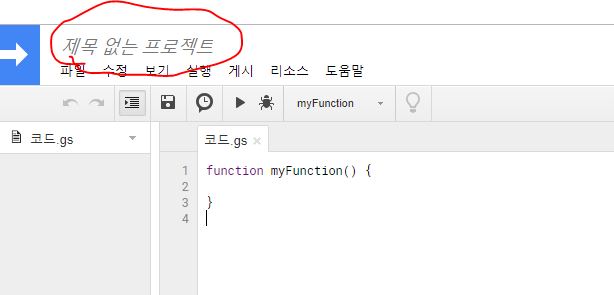 제목 없는 프로젝트
파일 수정 보기 실행 게시 리소스 도움말
myFunction
코드.gs
코드.gs
1 function myFunction() {
2
3 }
4